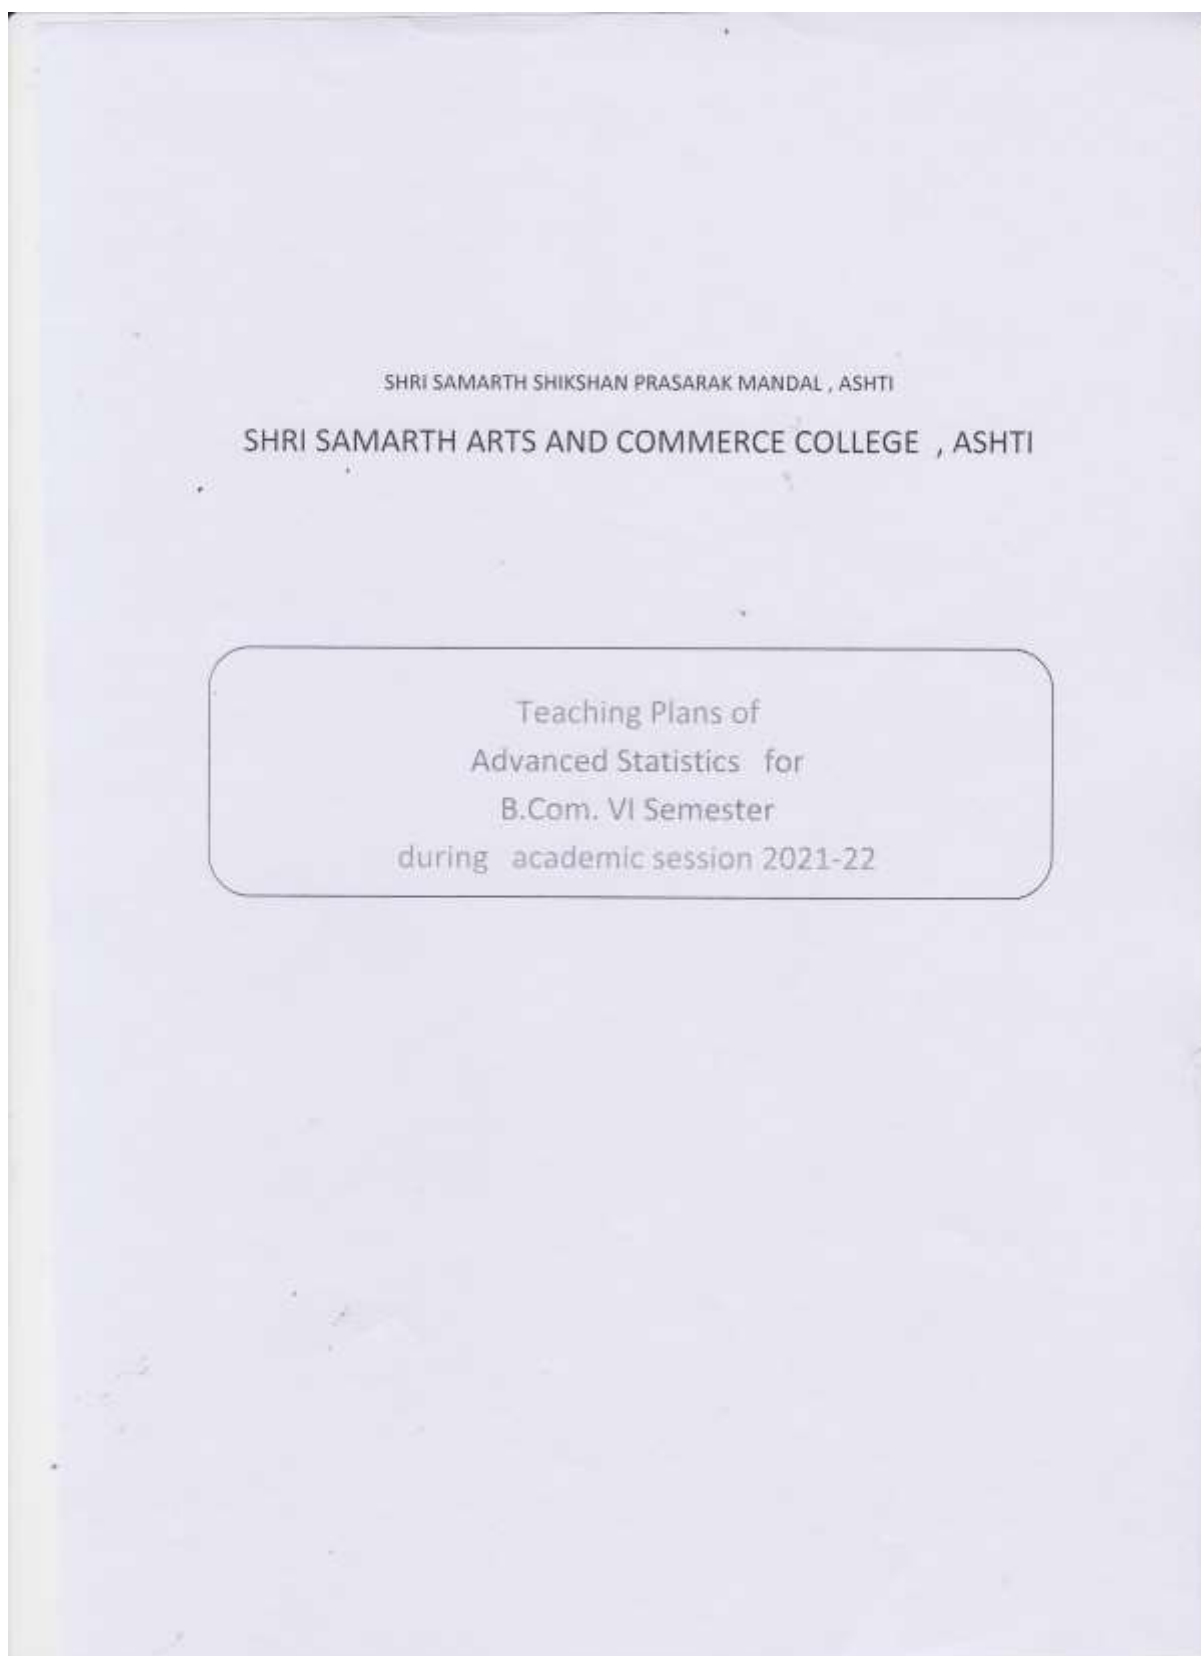 SHRI SAMARTH SHIKSHAN PRASARAK MANDAL , ASHTI
SHRI SAMARTH ARTS AND COMMERCE COLLEGE , ASHTI
Teaching Plans of
Advanced Statistics for
B.Com. VI Semester
during academic session 2021-22